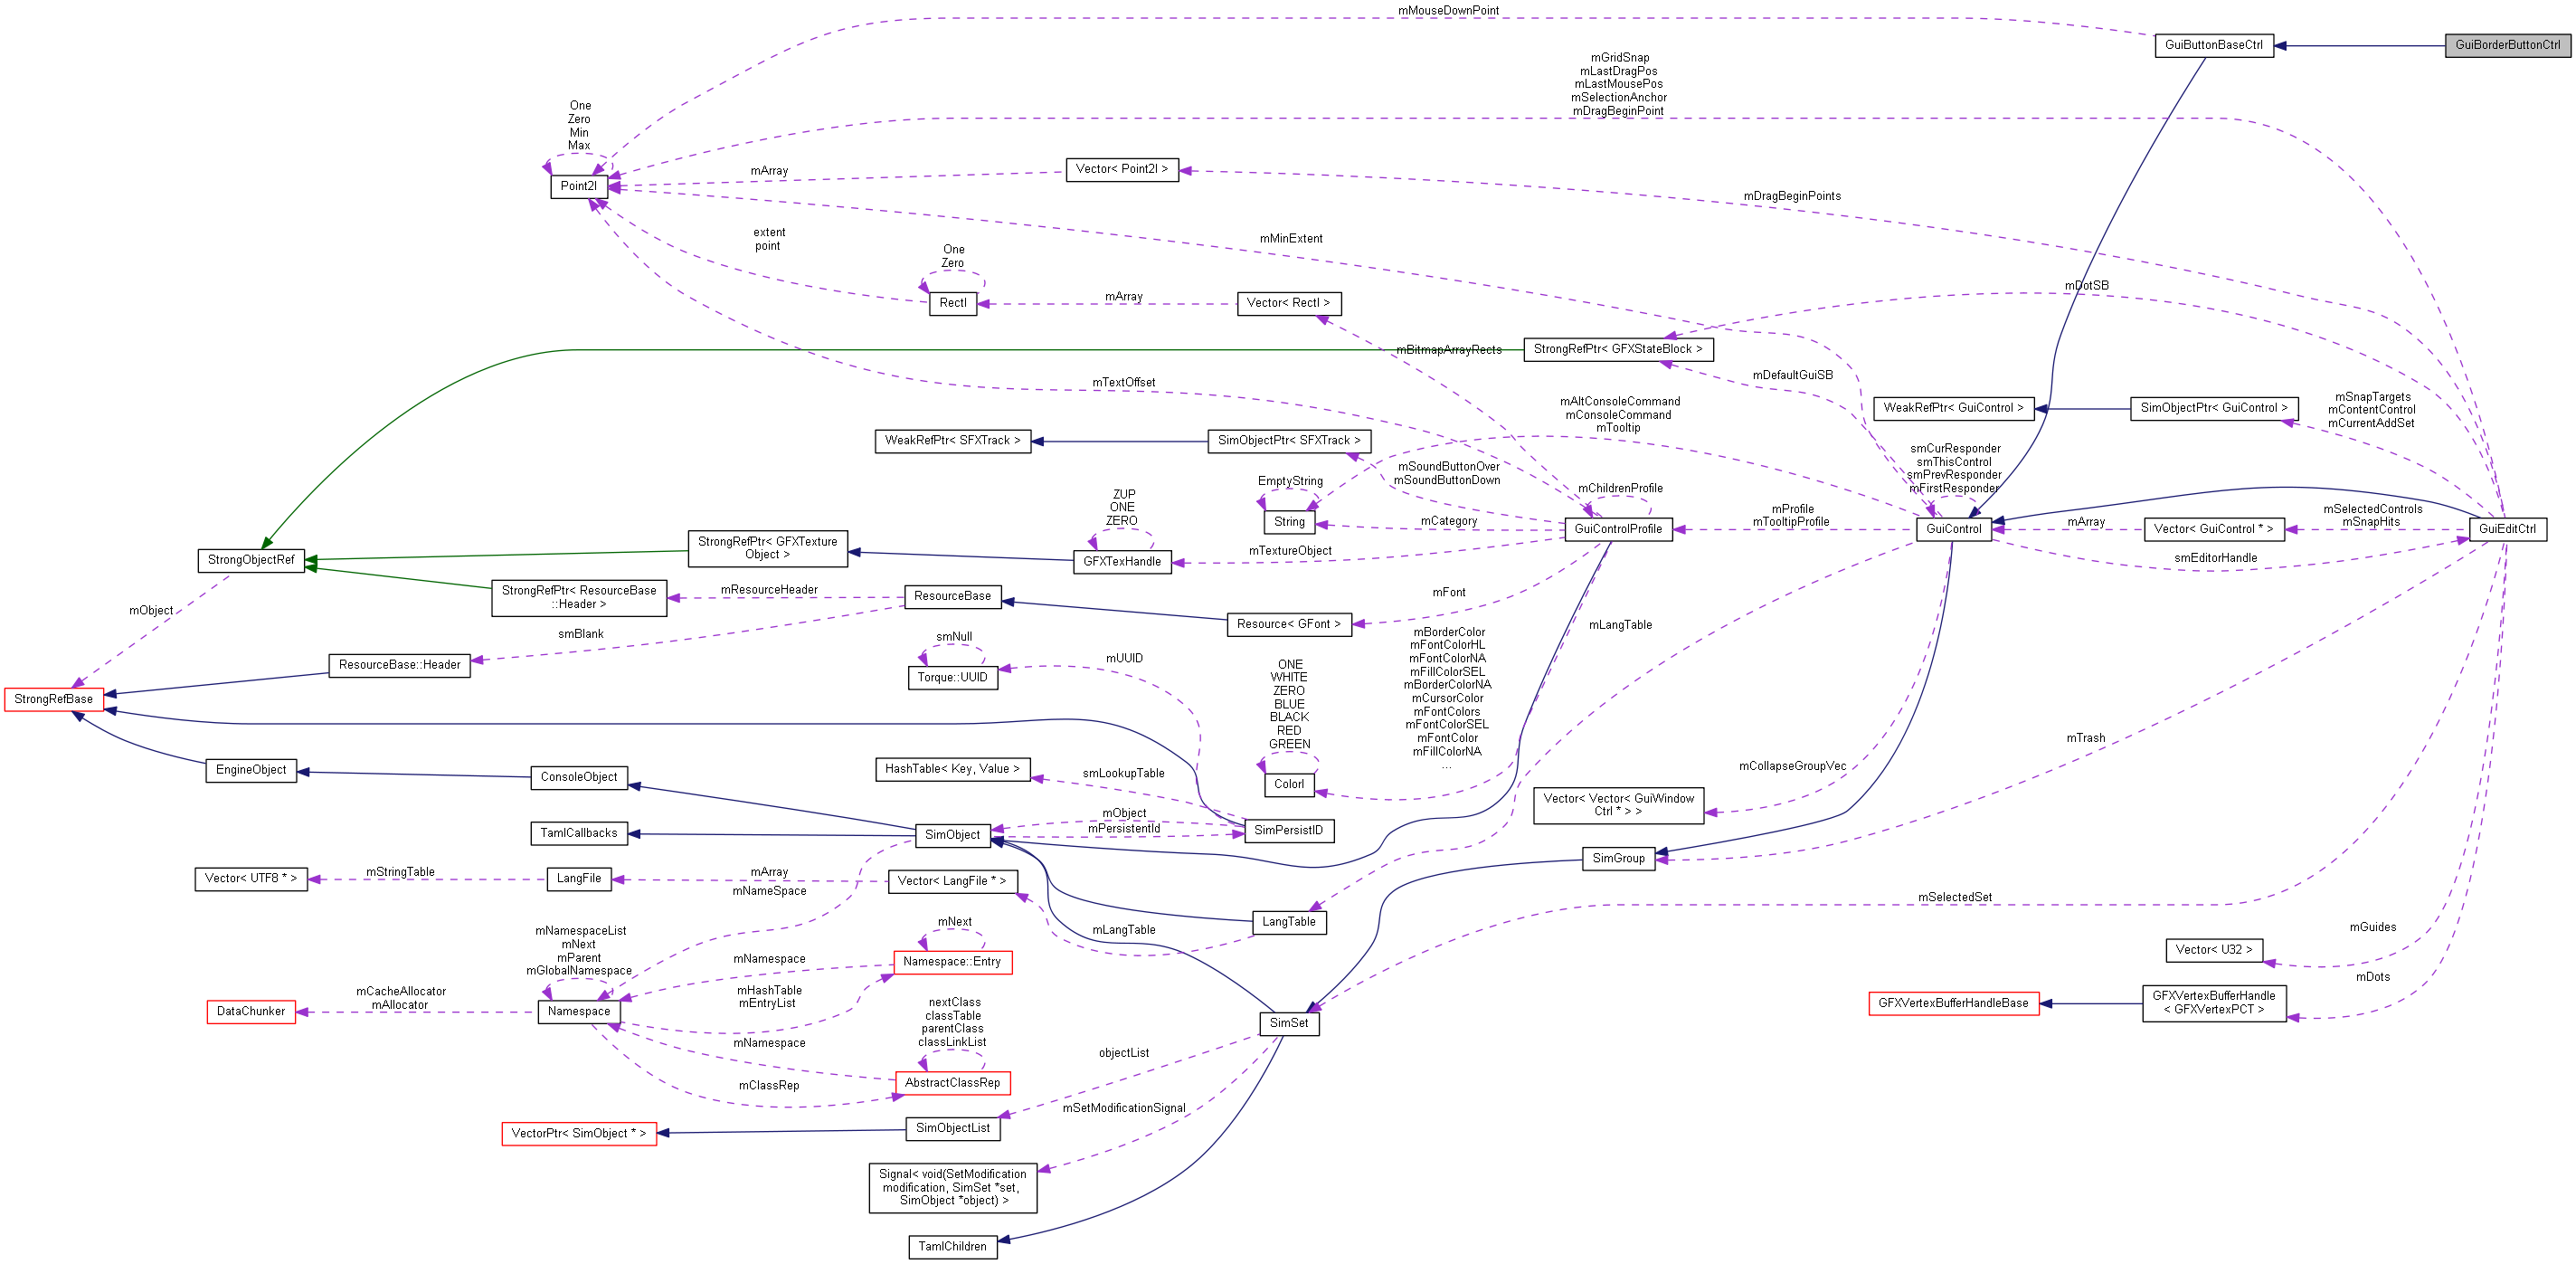 mMouseDownPoint
GuiButtonBaseCtrl
GuiBorderButtonCtrl
mGridSnap
mLastDragPos
mLastMousePos
mSelectionAnchor
mDragBeginPoint
One
Zero
Min
Max
Point2I
mArray
Vector< Point2I >
mDragBeginPoints
extent
point
mMinExtent
One
Zero
RectI
mArray
Vector< RectI >
mDotSB
mBitmapArrayRects
StrongRefPtr< GFXStateBlock >
mTextOffset
mDefaultGuiSB
mAltConsoleCommand
mConsoleCommand
mTooltip
WeakRefPtr< GuiControl >
SimObjectPtr< GuiControl >
mSnapTargets
mContentControl
mCurrentAddSet
WeakRefPtr< SFXTrack >
SimObjectPtr< SFXTrack >
mSoundButtonOver
mSoundButtonDown
EmptyString
String
mCategory
mChildrenProfile
GuiControlProfile
mProfile
mTooltipProfile
smCurResponder
smThisControl
smPrevResponder
mFirstResponder
GuiControl
mArray
Vector< GuiControl * >
mSelectedControls
mSnapHits
GuiEditCtrl
smEditorHandle
ZUP
ONE
ZERO
GFXTexHandle
mTextureObject
StrongRefPtr< GFXTexture
Object >
StrongObjectRef
StrongRefPtr< ResourceBase
::Header >
mResourceHeader
ResourceBase
mFont
Resource< GFont >
mObject
smBlank
ResourceBase::Header
smNull
Torque::UUID
mUUID
mLangTable
mBorderColor
mFontColorHL
mFontColorNA
mFillColorSEL
mBorderColorNA
mCursorColor
mFontColors
mFontColorSEL
mFontColor
mFillColorNA
...
ONE
WHITE
ZERO
BLUE
BLACK
RED
GREEN
ColorI
StrongRefBase
EngineObject
ConsoleObject
HashTable< Key, Value >
smLookupTable
mCollapseGroupVec
mTrash
Vector< Vector< GuiWindow
Ctrl * > >
TamlCallbacks
SimObject
mObject
mPersistentId
SimPersistID
SimGroup
Vector< UTF8 * >
mStringTable
LangFile
mArray
Vector< LangFile * >
mNameSpace
mLangTable
LangTable
mSelectedSet
mNamespaceList
mNext
mParent
mGlobalNamespace
Namespace
mNext
Namespace::Entry
mNamespace
mHashTable
mEntryList
mGuides
Vector< U32 >
mDots
GFXVertexBufferHandleBase
GFXVertexBufferHandle
< GFXVertexPCT >
DataChunker
mCacheAllocator
mAllocator
nextClass
classTable
parentClass
classLinkList
AbstractClassRep
mNamespace
mClassRep
SimSet
objectList
mSetModificationSignal
VectorPtr< SimObject * >
SimObjectList
Signal< void(SetModification
modification, SimSet *set,
SimObject *object) >
TamlChildren